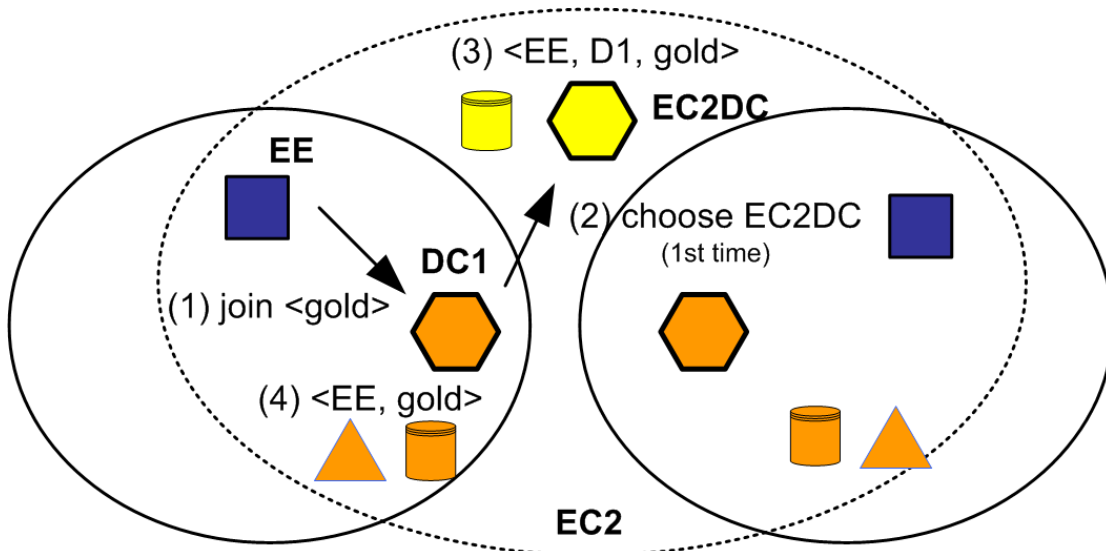 (3) <EE, D1, gold>
EC2DC
EE
(2) choose EC2DC
(1st time)
DC1
(1) join <gold>
(4) <EE, gold>
EC2